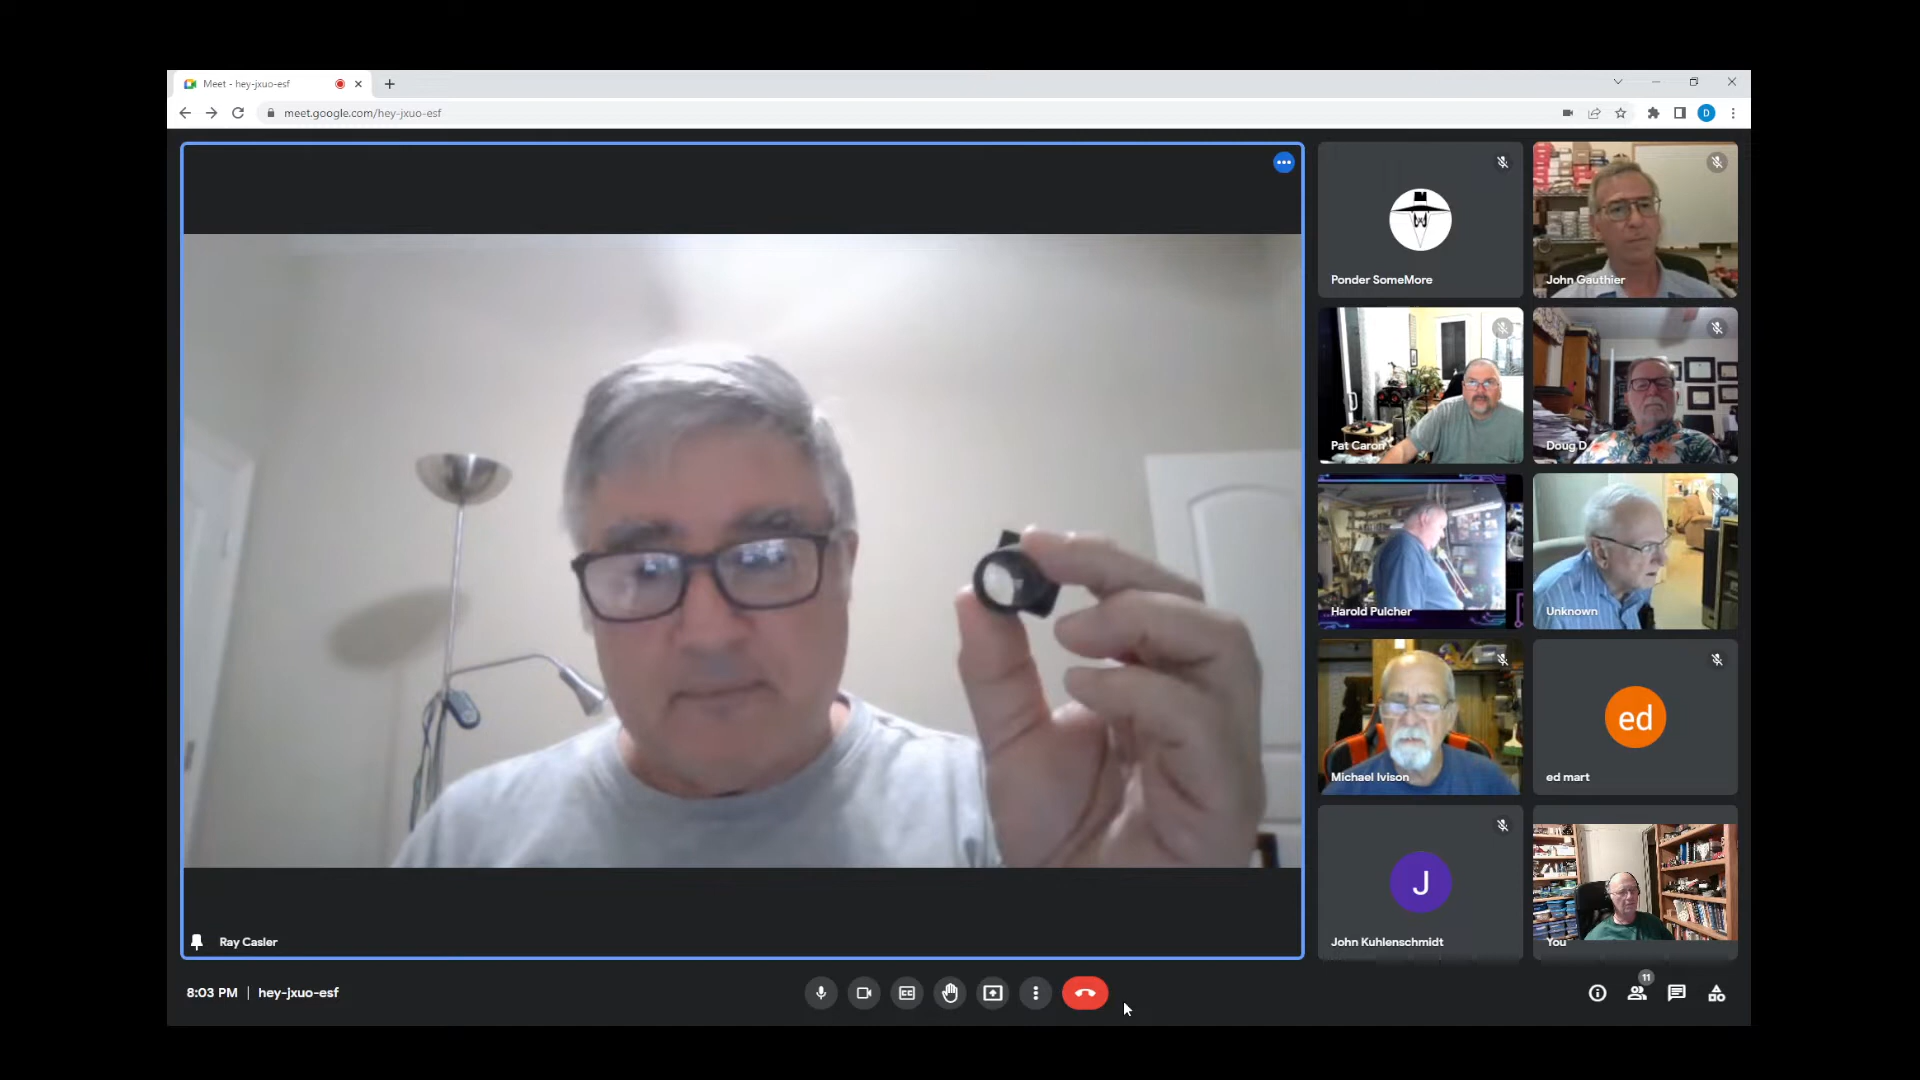 Meet - hey-jxuo-esf
meet.google.com/hey-jxuo-esf
D
Ponder SomeMore
John Gauthier
Pat Caron
Doug D
Harold Pulcher
Unknown
Michael Ivison
ed
ed mart
J
John Kuhlenschmidt
You
Ray Casler
8:03 PM | hey-jxuo-esf
CC
11